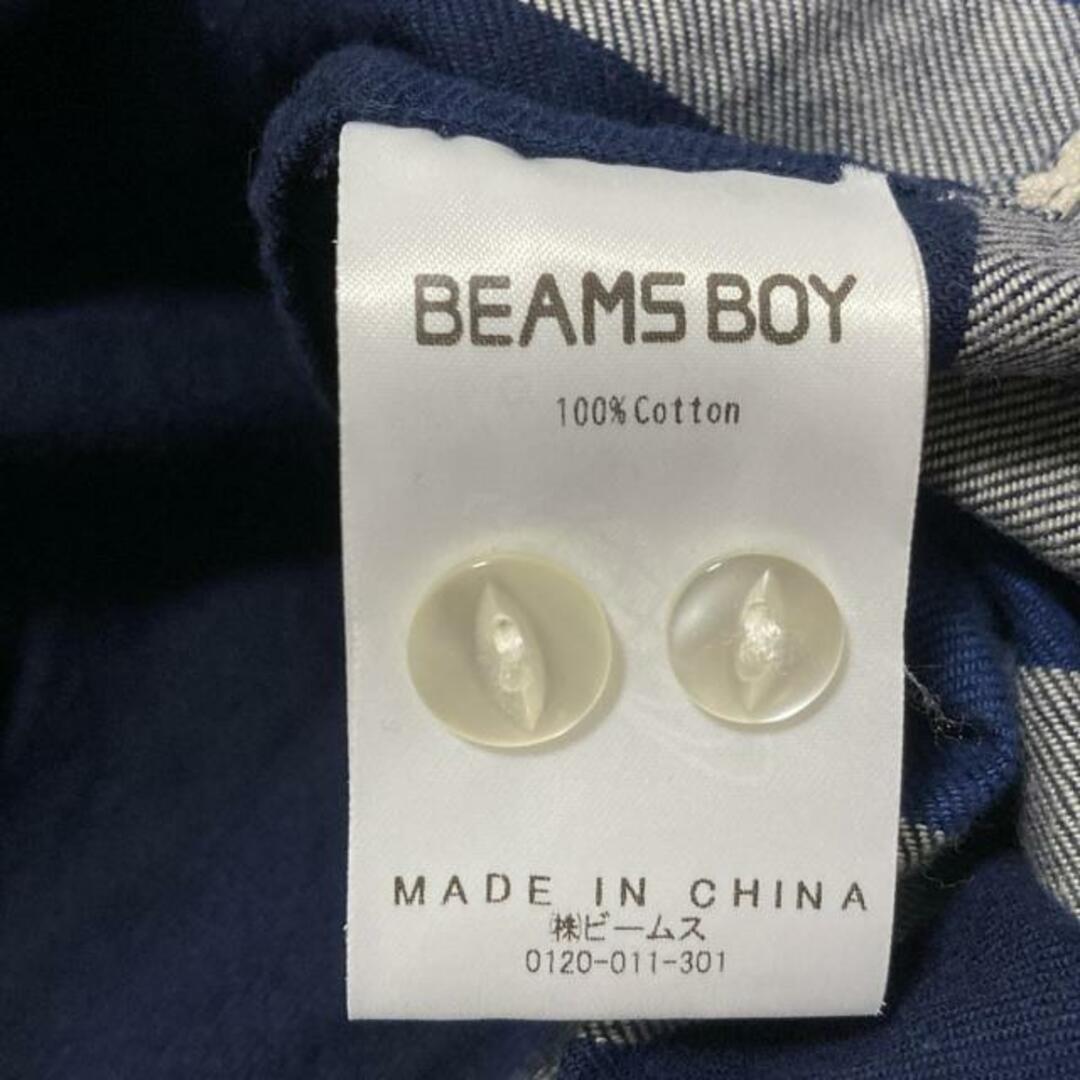 BEAMS BOY
100% Cotton
MADE IN CHINA
㈱ビームス
0120-011-301